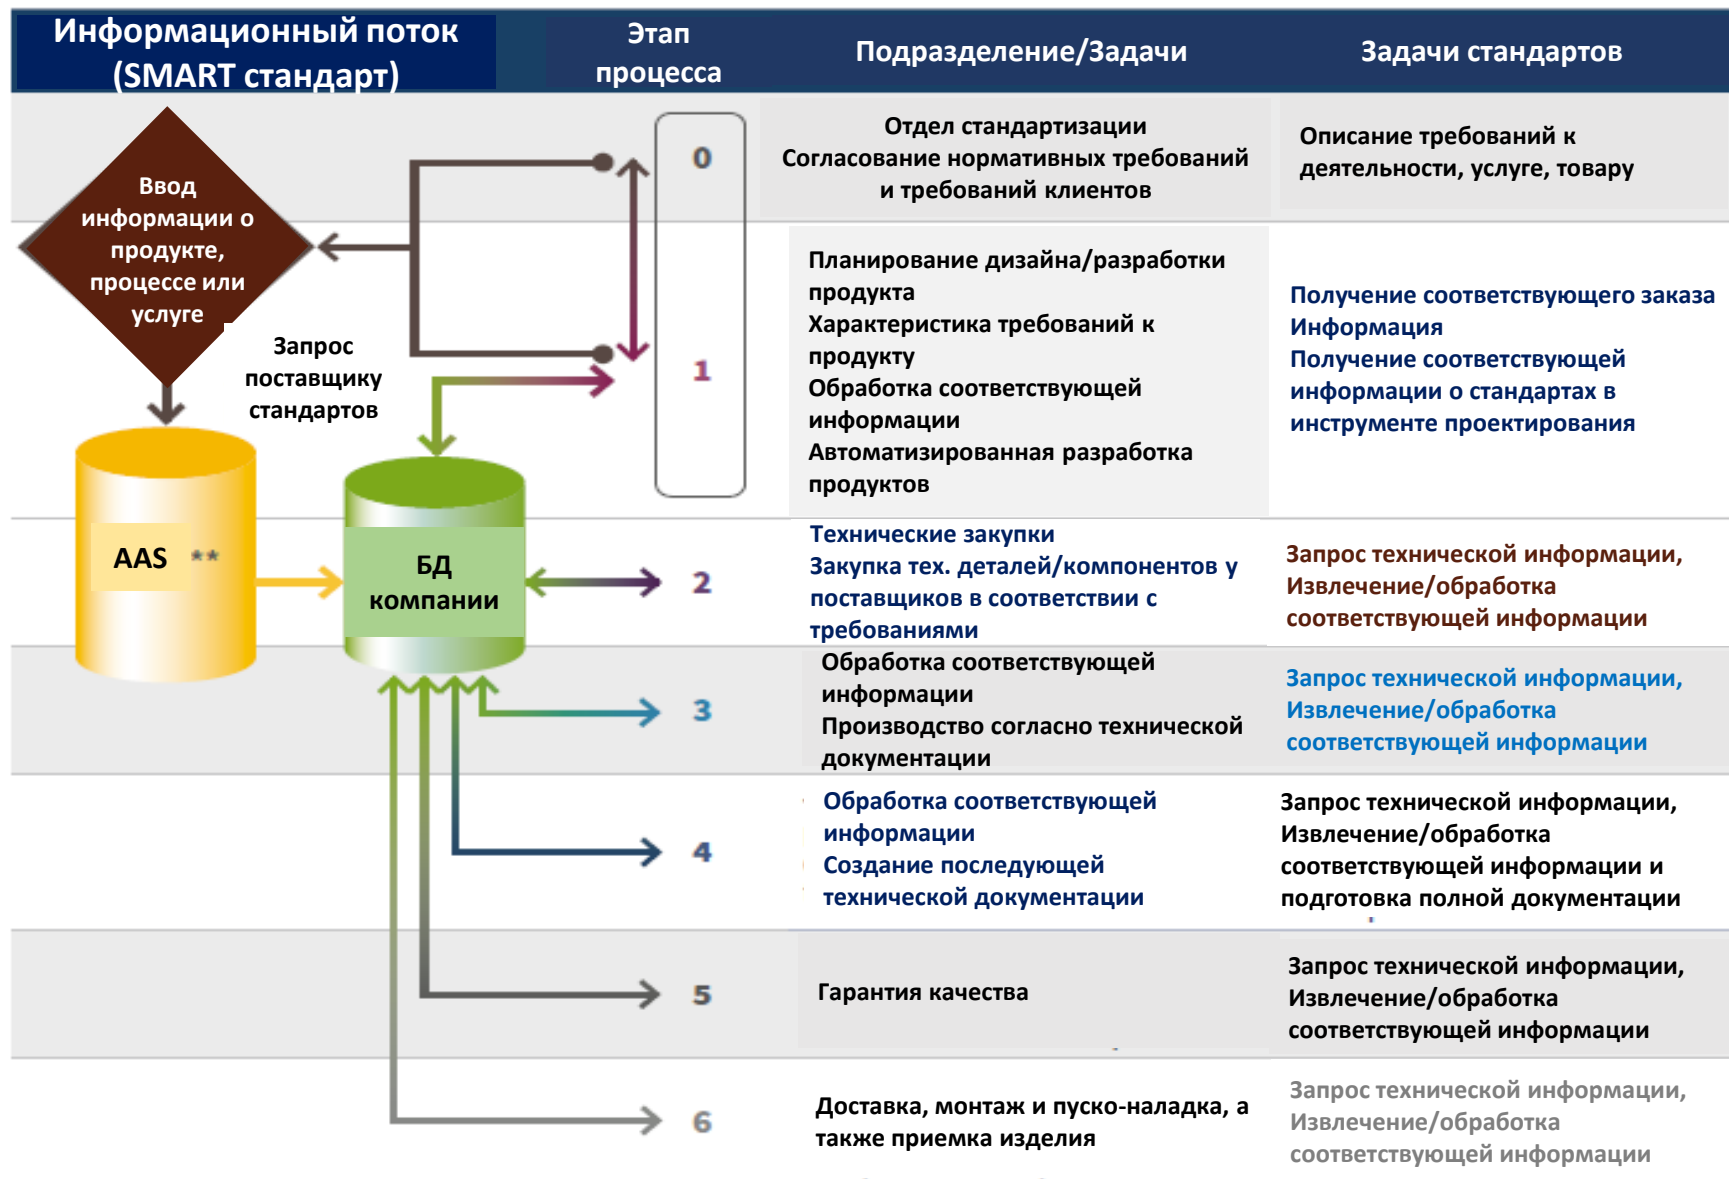 Информационный поток
(SMART стандарт)
Этап
процесса
Подразделение/Задачи
Задачи стандартов
Ввод
информации о
продукте,
процессе или
услуге
Запрос
поставщику
стандартов
AAS **
БД
компании
0
Отдел стандартизации
Согласование нормативных требований
и требований клиентов
Описание требований к
деятельности, услуге, товару
1
Планирование дизайна/разработки
продукта
Характеристика требований к
продукту
Обработка соответствующей
информации
Автоматизированная разработка
продуктов
Получение соответствующего заказа
Информация
Получение соответствующей
информации о стандартах в
инструменте проектирования
2
Технические закупки
Закупка тех. деталей/компонентов у
поставщиков в соответствии с
требованиями
Запрос технической информации,
Извлечение/обработка
соответствующей информации
3
Обработка соответствующей
информации
Производство согласно технической
документации
Запрос технической информации,
Извлечение/обработка
соответствующей информации
4
Обработка соответствующей
информации
Создание последующей
технической документации
Запрос технической информации,
Извлечение/обработка
соответствующей информации и
подготовка полной документации
5
Гарантия качества
Запрос технической информации,
Извлечение/обработка
соответствующей информации
6
Доставка, монтаж и пуско-наладка, а
также приемка изделия
Запрос технической информации,
Извлечение/обработка
соответствующей информации